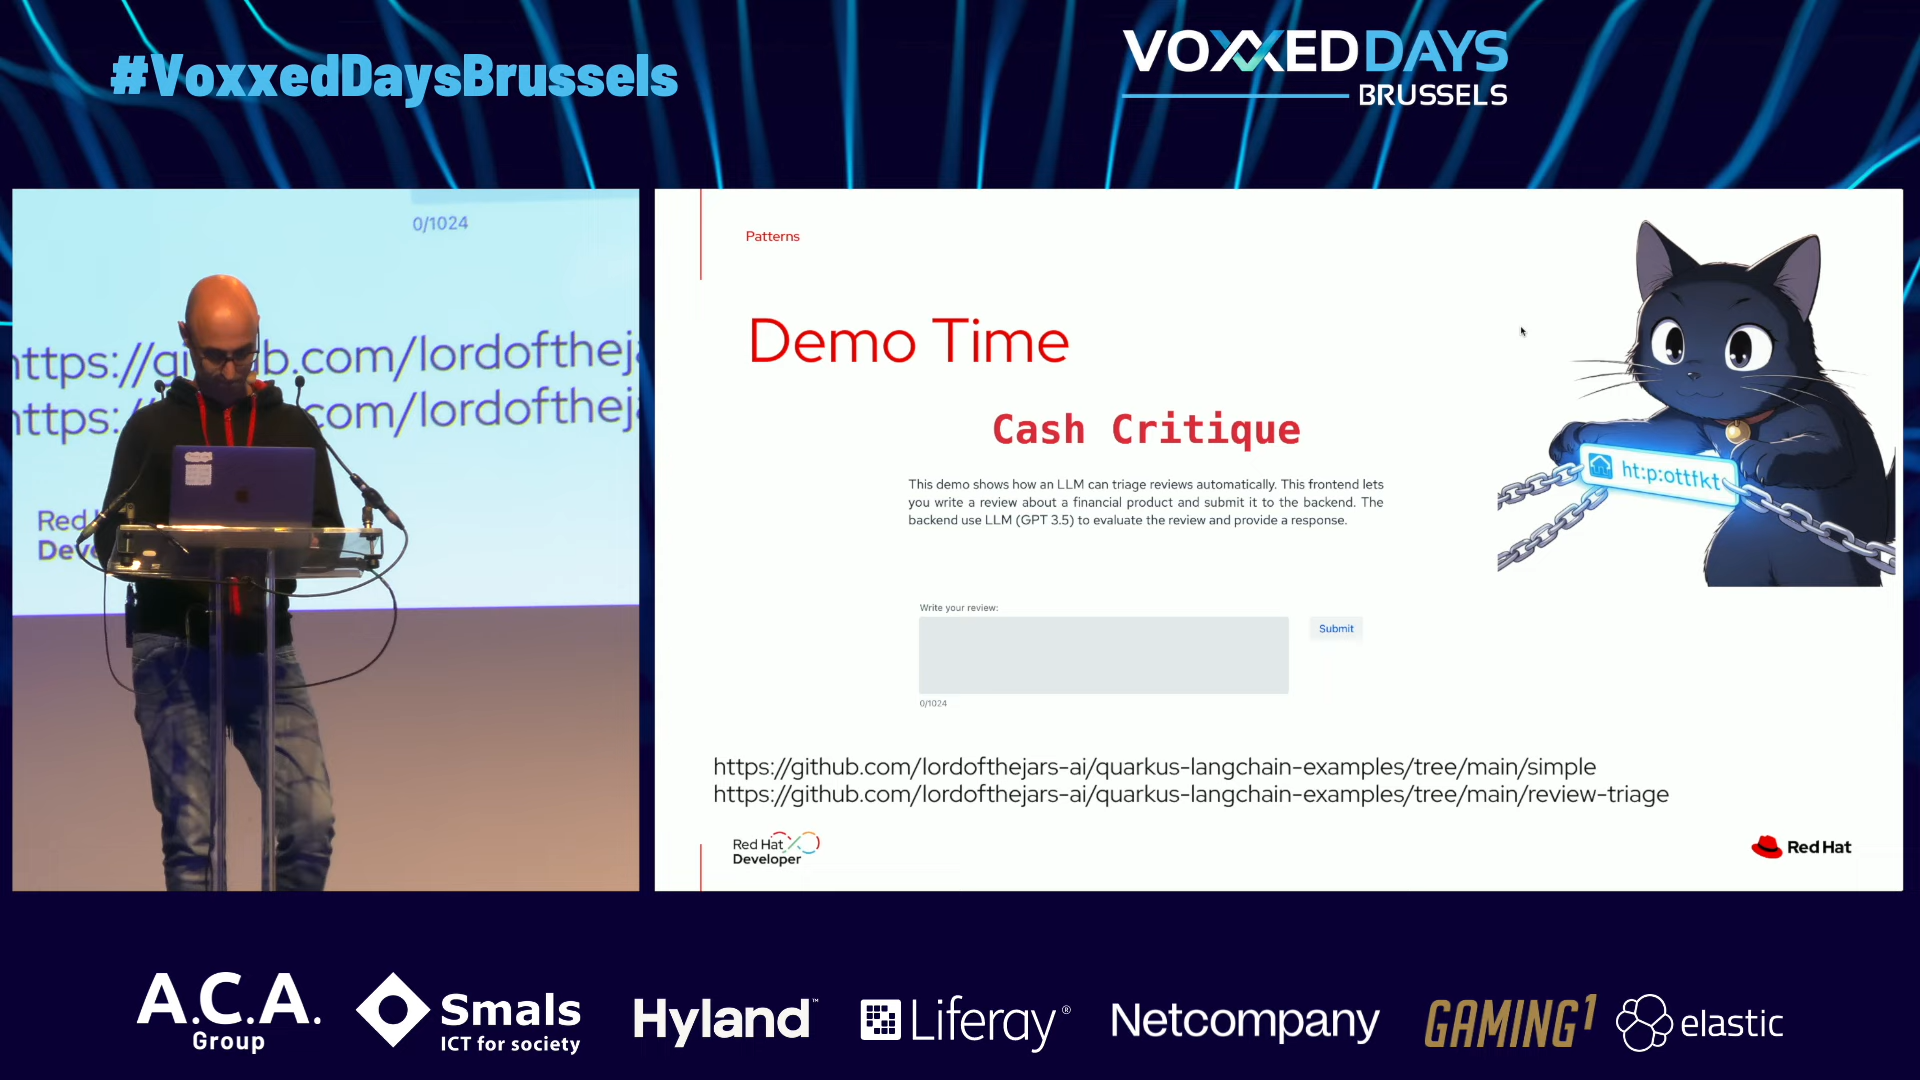 #VoxxedDaysBrussels
VOXXEDDAYS
BRUSSELS
0/1024
https://github.com/lordofthej
https:// com/lordofthej
Red
Deve
Patterns
Demo Time
Cash Critique
This demo shows how an LLM can triage reviews automatically. This frontend lets
you write a review about a financial product and submit it to the backend. The
backend use LLM (GPT 3.5) to evaluate the review and provide a response.
ht:p:ottfkt
Write your review:
Submit
0/1024
https://github.com/lordofthejars-ai/quarkus-langchain-examples/tree/main/simple
https://github.com/lordofthejars-ai/quarkus-langchain-examples/tree/main/review-triage
Red Hat
Developer
Red Hat
A.C.A.
Group
Smals
ICT for society
Hyland™
Liferay®
Netcompany
GAMING1
elastic